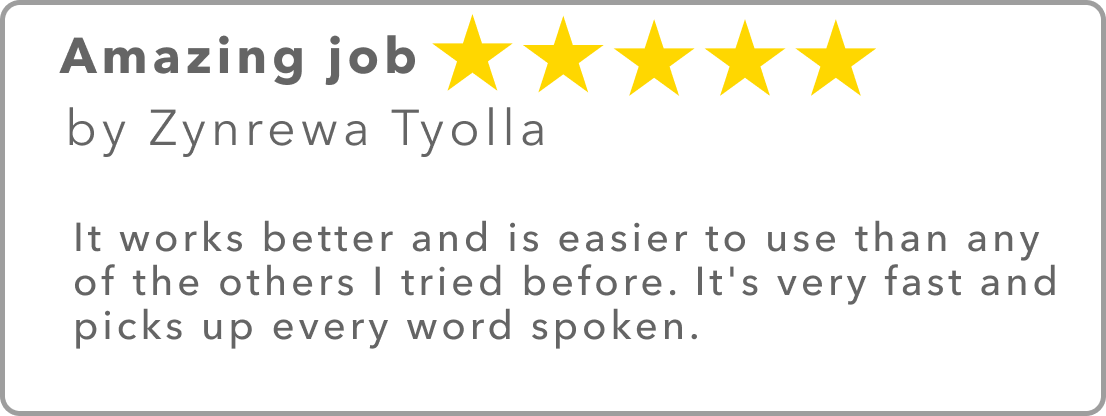 Amazing job
by Zynrewa Tyolla
It works better and is easier to use than any
of the others I tried before. It's very fast and
picks up every word spoken.